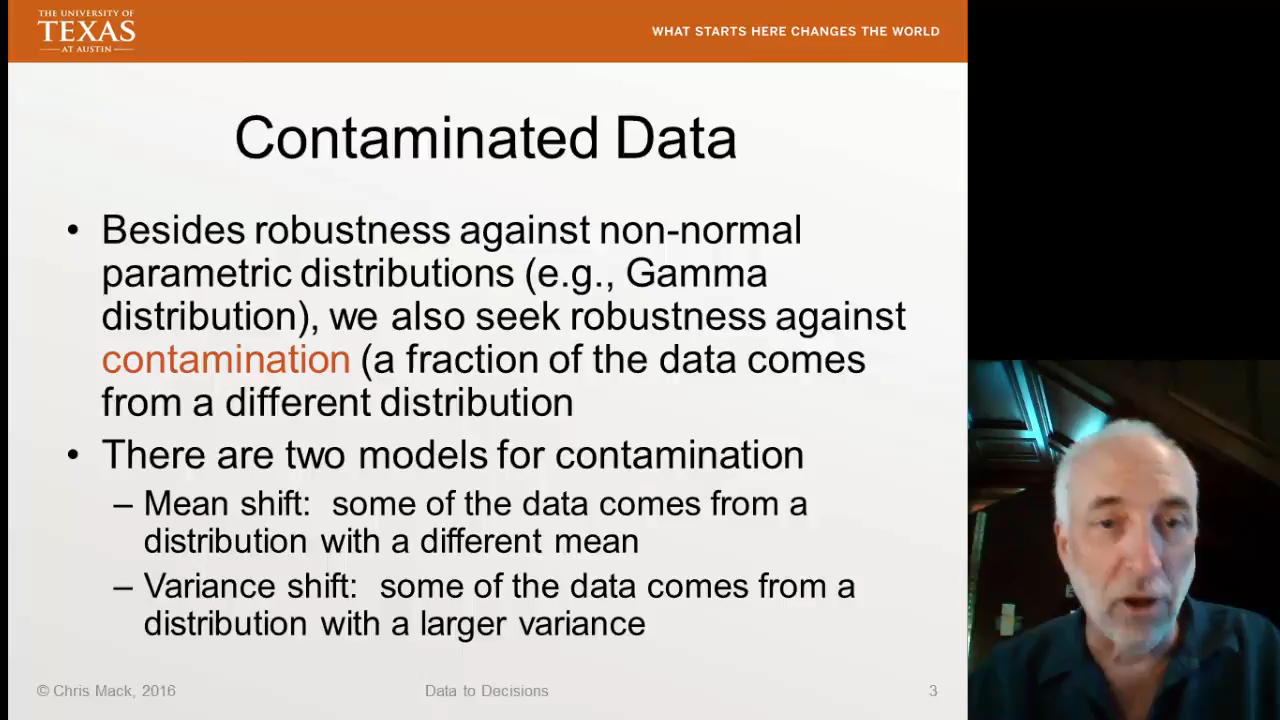 THE UNIVERSITY OF
TEXAS
AT AUSTIN
WHAT STARTS HERE CHANGES THE WORLD
Contaminated Data
• Besides robustness against non-normal
parametric distributions (e.g., Gamma
distribution), we also seek robustness against
contamination (a fraction of the data comes
from a different distribution
• There are two models for contamination
– Mean shift: some of the data comes from a
distribution with a different mean
– Variance shift: some of the data comes from a
distribution with a larger variance
© Chris Mack, 2016
Data to Decisions
3